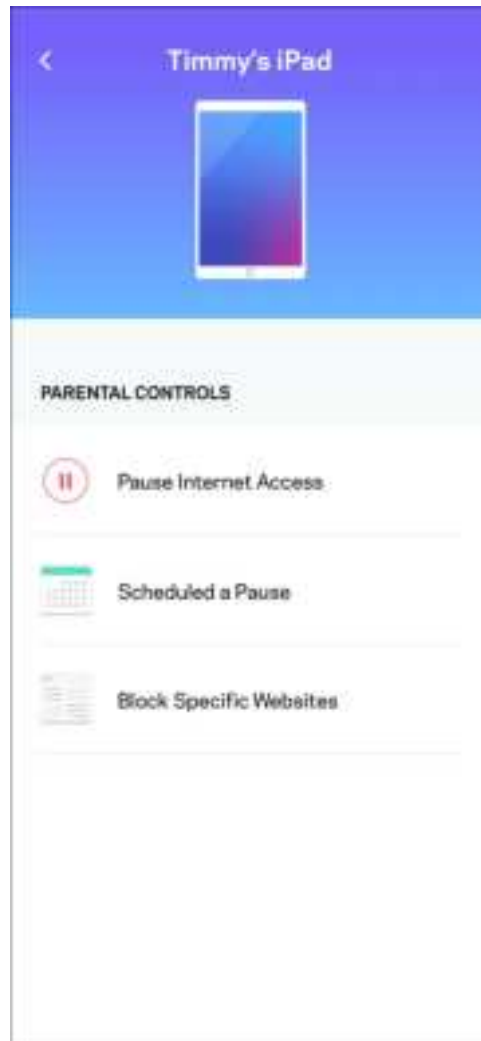 Timmy's iPad
PARENTAL CONTROLS
Pause Internet Access
Scheduled a Pause
Block Specific Websites